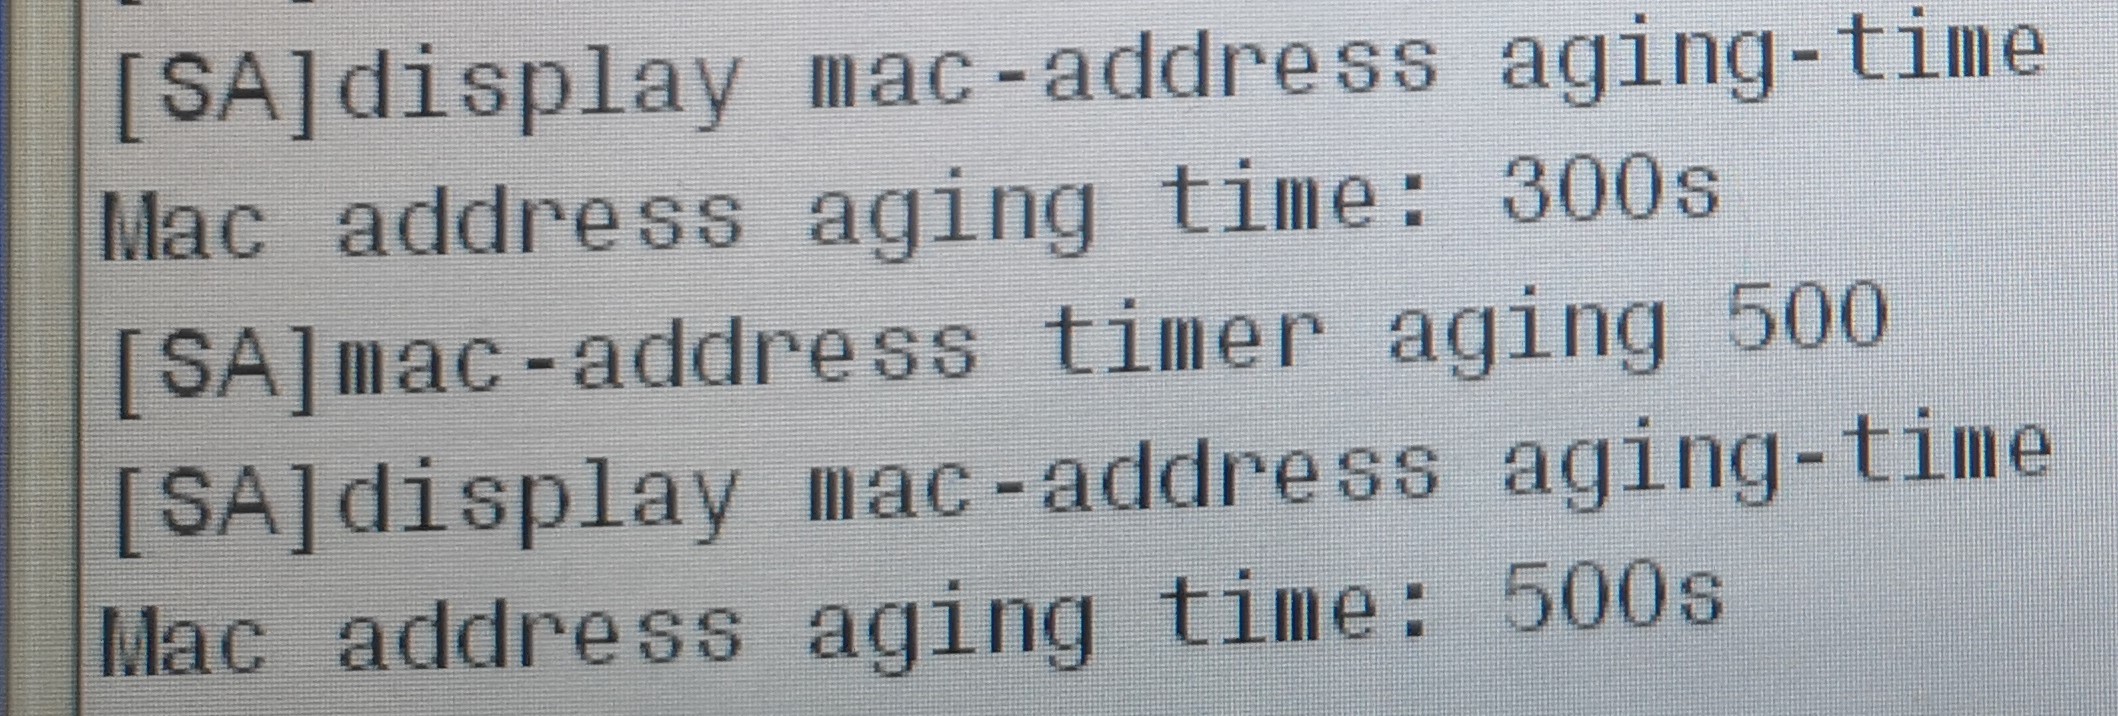 [SA]display mac-address aging-time
Mac address aging time: 300s
[SA]mac-address timer aging 500
[SA]display mac-address aging-time
Mac address aging time: 500s